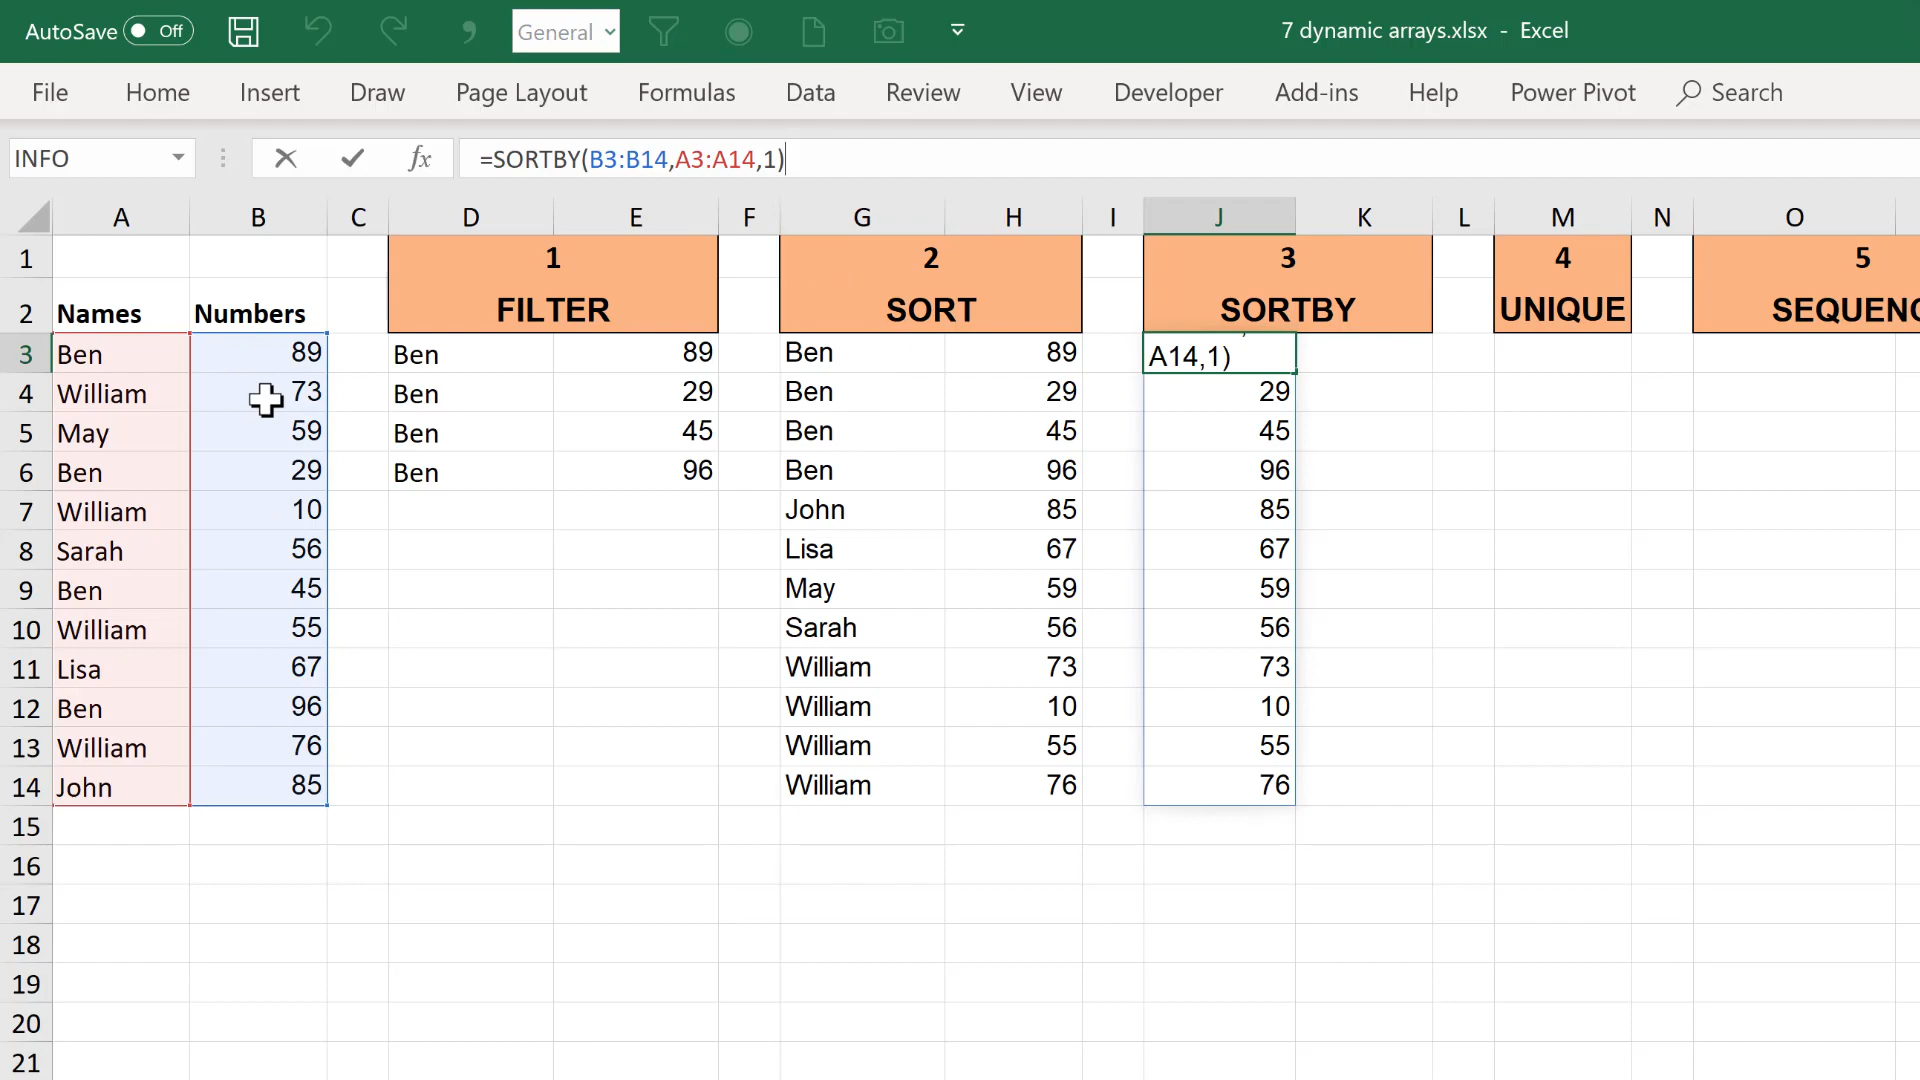 AutoSave Off General 7 dynamic arrays.xlsx - Excel
File Home Insert Draw Page Layout Formulas Data Review View Developer Add-ins Help Power Pivot Search
INFO fx =SORTBY(B3:B14,A3:A14,1)
A B C D E F G H I J K L M N O
1 1 2 3 4 5
2 Names Numbers FILTER SORT SORTBY UNIQUE SEQUENC
3 Ben 89 Ben 89 Ben 89 A14,1)
4 William 73 Ben 29 Ben 29 29
5 May 59 Ben 45 Ben 45 45
6 Ben 29 Ben 96 Ben 96 96
7 William 10 John 85 85
8 Sarah 56 Lisa 67 67
9 Ben 45 May 59 59
10 William 55 Sarah 56 56
11 Lisa 67 William 73 73
12 Ben 96 William 10 10
13 William 76 William 55 55
14 John 85 William 76 76
15
16
17
18
19
20
21